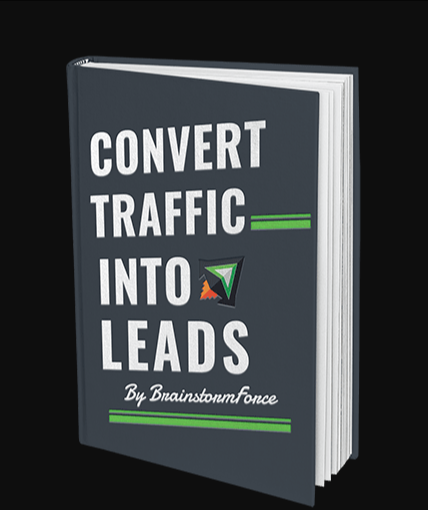 CONVERT
TRAFFIC
INTO
LEADS
By BrainstormForce